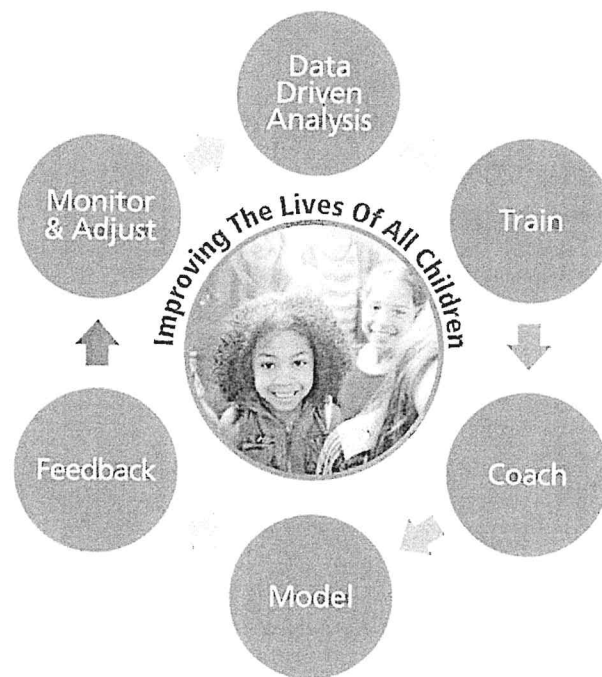 Data
Driven
Analysis
Train
Coach
Model
Feedback
Monitor
& Adjust
Improving The Lives Of All Children